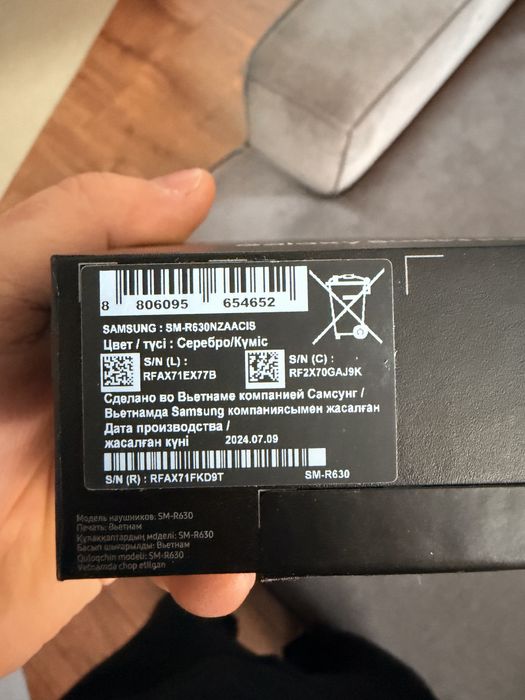 8 806095 654652
SAMSUNG : SM-R630NZAACIS
Цвет / түсі : Серебро/Күміс
S/N (L) :
RFAX71EX77B
S/N (C) :
RF2X70GAJ9K
Сделано во Вьетнаме компанией Самсунг /
Вьетнамда Samsung компаниясымен жасалған
Дата производства /
жасалған күні 2024.07.09
S/N (R) : RFAX71FKD9T SM-R630
Модель наушников: SM-R630
Печать: Вьетнам
Құлаққаптардың мдделі: SM-R630
Басып шығарылды: Вьетнам
Quloqchin modeli: SM-R630
Vetnamda chop etilgan